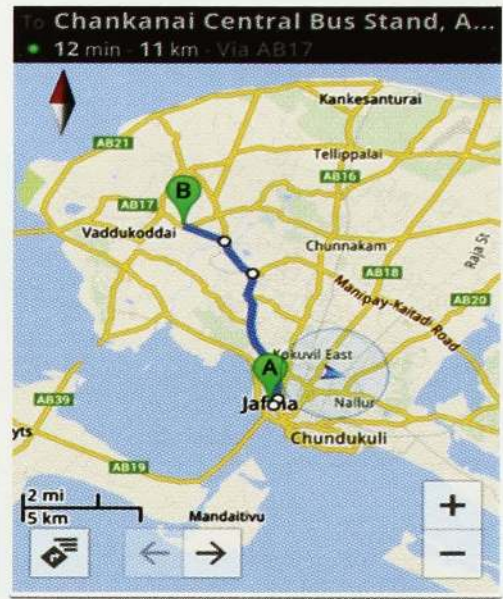 To Chankanai Central Bus Stand, A...
12 min - 11 km - Via AB17
Kankesanturai
AB21
Tellippalai
AB16
B
AB17
Vaddukoddai
Chunnakam
Raja St
AB18
Manipay-Kaitadi Road
AB20
Kokuvil East
A
Jaffna
Nallur
AB39
yts
Chundukuli
AB19
2 mi
5 km
Mandaitivu
+
−